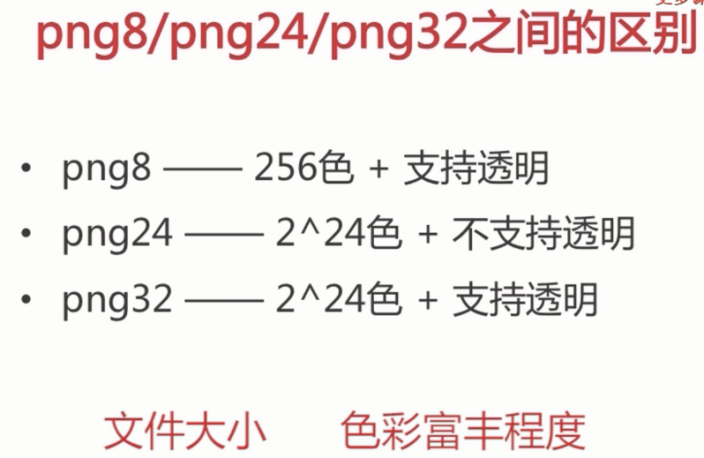 png8/png24/png32之间的区别
• png8 —— 256色 + 支持透明
• png24 —— 2^24色 + 不支持透明
• png32 —— 2^24色 + 支持透明
文件大小 色彩富丰程度